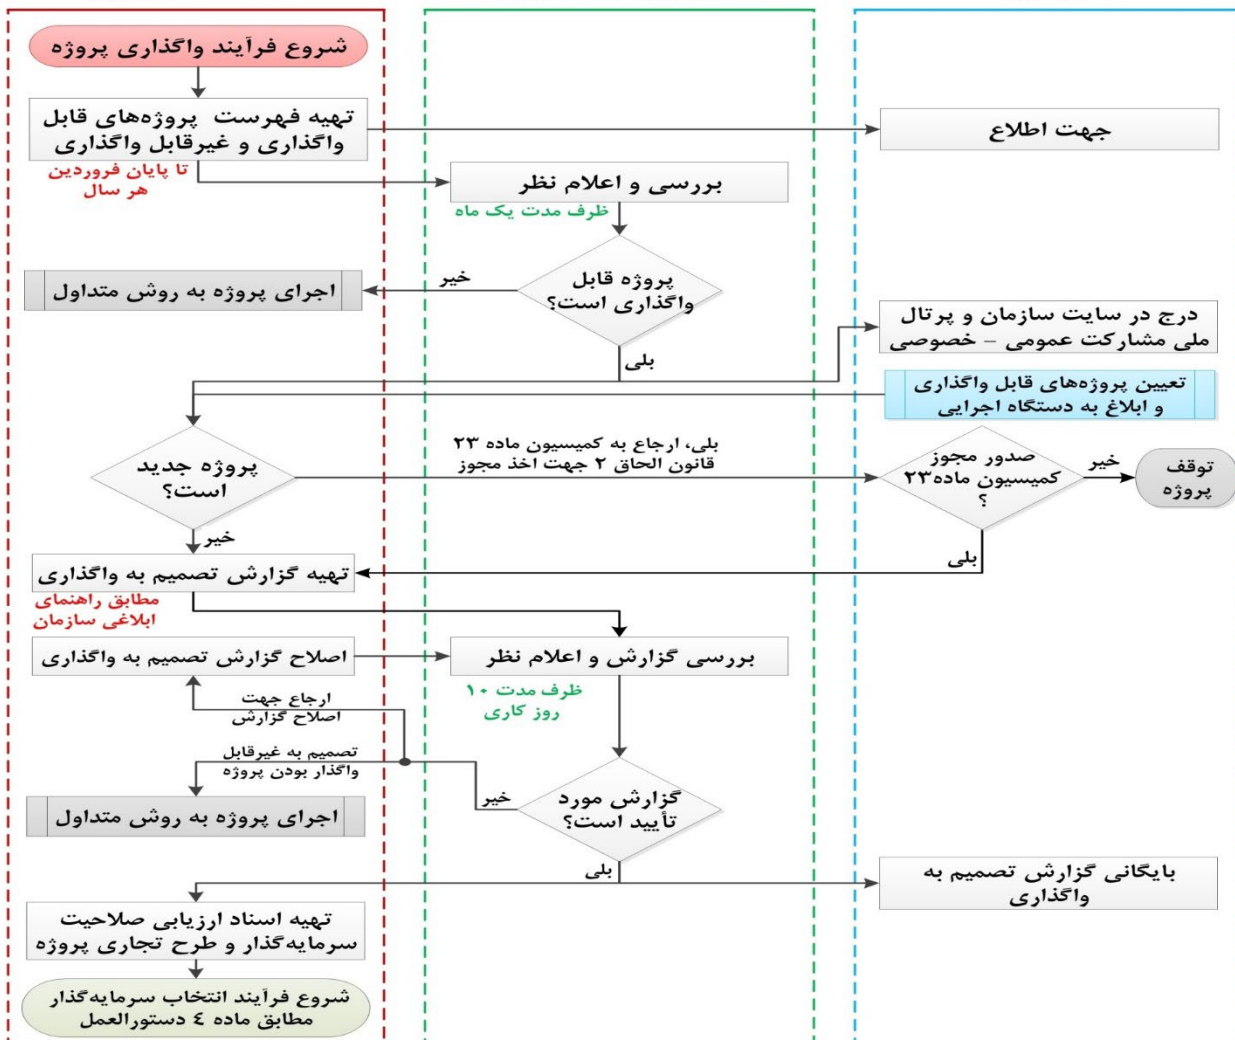 شروع فرآیند واگذاری پروژه
تهیه فهرست پروژه‌های قابل
واگذاری و غیرقابل واگذاری
جهت اطلاع
تا پایان فروردین
هر سال
بررسی و اعلام نظر
ظرف مدت یک ماه
پروژه قابل
واگذاری است؟
خیر
اجرای پروژه به روش متداول
بلی
درج در سایت سازمان و پرتال
ملی مشارکت عمومی – خصوصی
تعیین پروژه‌های قابل واگذاری
و ابلاغ به دستگاه اجرایی
پروژه جدید
است؟
بلی، ارجاع به کمیسیون ماده ۲۳
قانون الحاق ۲ جهت اخذ مجوز
صدور مجوز
کمیسیون ماده۲۳
؟
خیر
توقف
پروژه
خیر
بلی
تهیه گزارش تصمیم به واگذاری
مطابق راهنمای
ابلاغی سازمان
اصلاح گزارش تصمیم به واگذاری
بررسی گزارش و اعلام نظر
ظرف مدت ۱۰
روز کاری
ارجاع جهت
اصلاح گزارش
تصمیم به غیرقابل
واگذار بودن پروژه
خیر
گزارش مورد
تأیید است؟
اجرای پروژه به روش متداول
بلی
بایگانی گزارش تصمیم به
واگذاری
تهیه اسناد ارزیابی صلاحیت
سرمایه‌گذار و طرح تجاری پروژه
شروع فرآیند انتخاب سرمایه‌گذار
مطابق ماده ٤ دستورالعمل